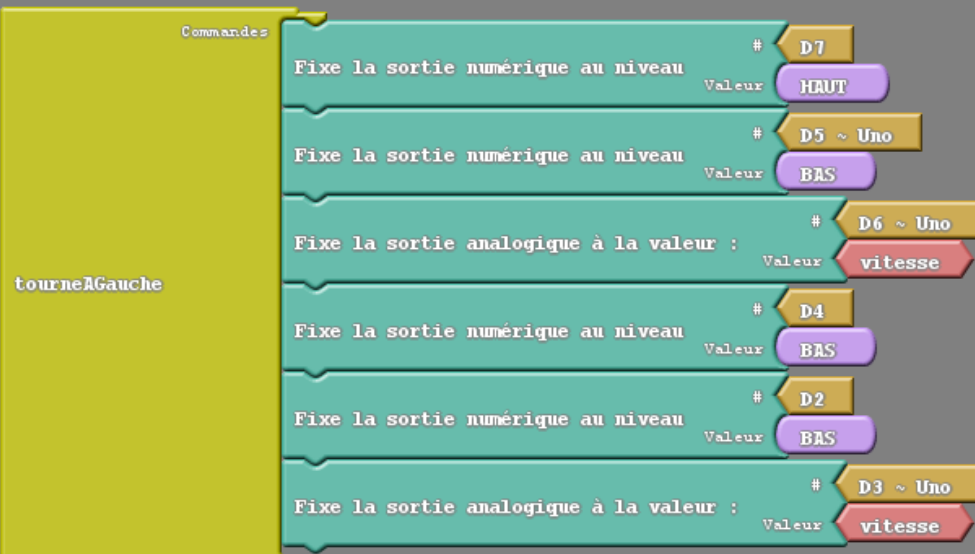 Commandes
# D7
Fixe la sortie numérique au niveau
Valeur HAUT
# D5 ~ Uno
Fixe la sortie numérique au niveau
Valeur BAS
# D6 ~ Uno
Fixe la sortie analogique à la valeur :
Valeur vitesse
tourneAGauche
# D4
Fixe la sortie numérique au niveau
Valeur BAS
# D2
Fixe la sortie numérique au niveau
Valeur BAS
# D3 ~ Uno
Fixe la sortie analogique à la valeur :
Valeur vitesse